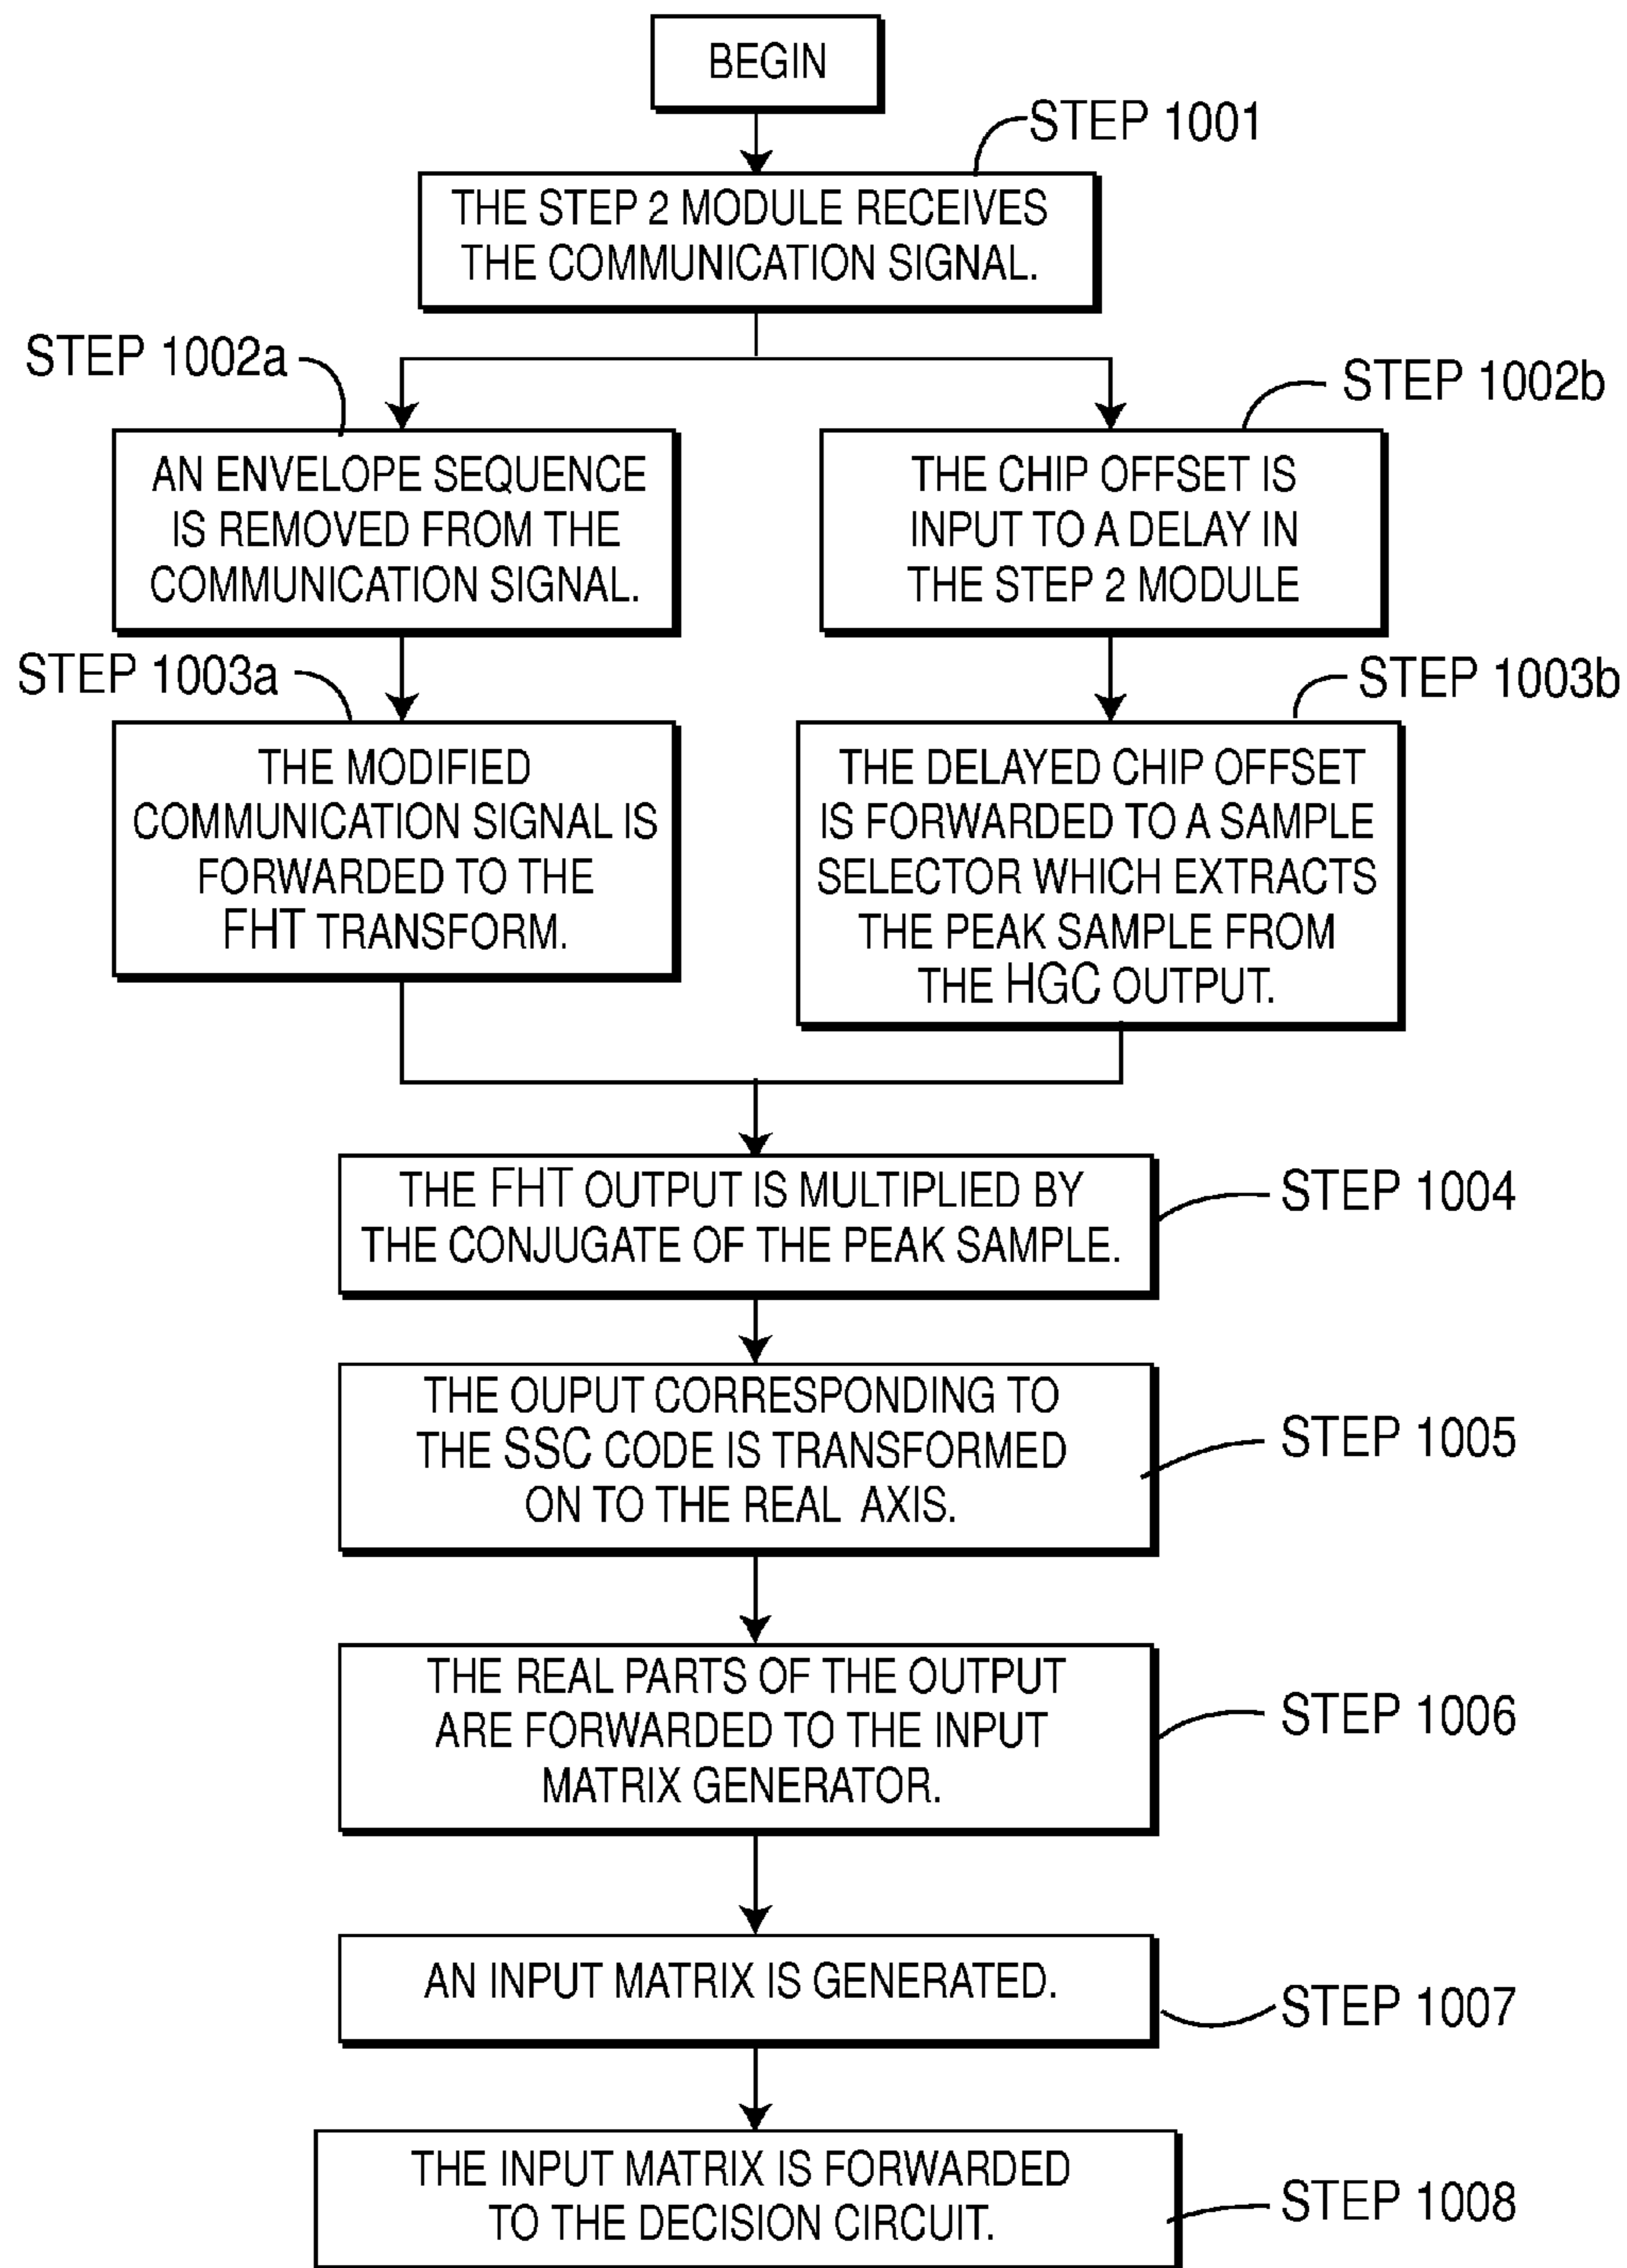 BEGIN
STEP 1001
THE STEP 2 MODULE RECEIVES
THE COMMUNICATION SIGNAL.
STEP 1002a
AN ENVELOPE SEQUENCE
IS REMOVED FROM THE
COMMUNICATION SIGNAL.
STEP 1002b
THE CHIP OFFSET IS
INPUT TO A DELAY IN
THE STEP 2 MODULE
STEP 1003a
THE MODIFIED
COMMUNICATION SIGNAL IS
FORWARDED TO THE
FHT TRANSFORM.
STEP 1003b
THE DELAYED CHIP OFFSET
IS FORWARDED TO A SAMPLE
SELECTOR WHICH EXTRACTS
THE PEAK SAMPLE FROM
THE HGC OUTPUT.
THE FHT OUTPUT IS MULTIPLIED BY
THE CONJUGATE OF THE PEAK SAMPLE.
STEP 1004
THE OUPUT CORRESPONDING TO
THE SSC CODE IS TRANSFORMED
ON TO THE REAL AXIS.
STEP 1005
THE REAL PARTS OF THE OUTPUT
ARE FORWARDED TO THE INPUT
MATRIX GENERATOR.
STEP 1006
AN INPUT MATRIX IS GENERATED.
STEP 1007
THE INPUT MATRIX IS FORWARDED
TO THE DECISION CIRCUIT.
STEP 1008